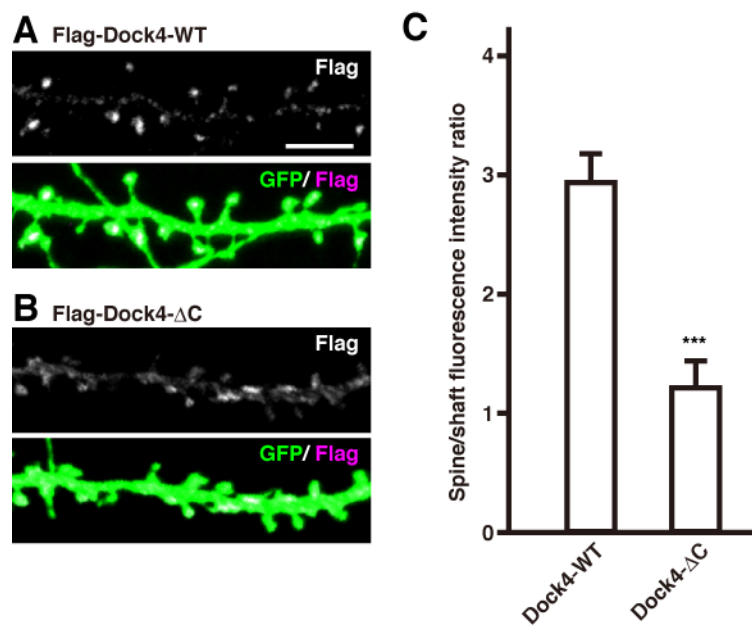 A Flag-Dock4-WT
Flag
GFP/ Flag
B Flag-Dock4-ΔC
Flag
GFP/ Flag
C
Spine/shaft fluorescence intensity ratio
4
3
2
1
0
***
Dock4-WT
Dock4-ΔC